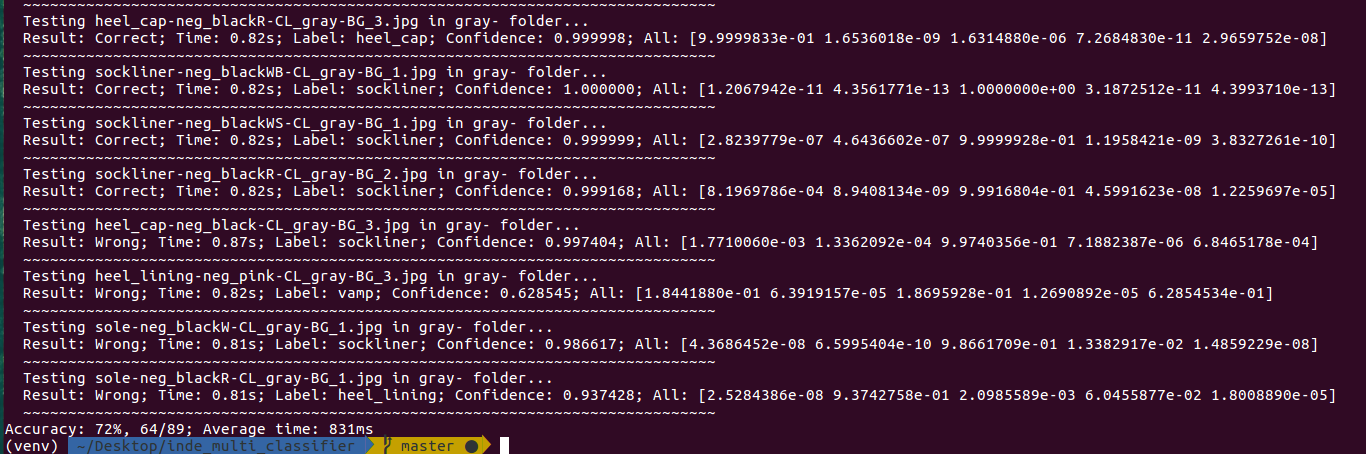 ~~~~~~~~~~~~~~~~~~~~~~~~~~~~~~~~~~~~~~~~~~~~~~~~~~~~~~~~~~~~~~~~~~~~~~~~~~~~~~~~~~~~
Testing heel_cap-neg_blackR-CL_gray-BG_3.jpg in gray- folder...
Result: Correct; Time: 0.82s; Label: heel_cap; Confidence: 0.999998; All: [9.9999833e-01 1.6536018e-09 1.6314880e-06 7.2684830e-11 2.9659752e-08]
~~~~~~~~~~~~~~~~~~~~~~~~~~~~~~~~~~~~~~~~~~~~~~~~~~~~~~~~~~~~~~~~~~~~~~~~~~~~~~~~~~~~
Testing sockliner-neg_blackWB-CL_gray-BG_1.jpg in gray- folder...
Result: Correct; Time: 0.82s; Label: sockliner; Confidence: 1.000000; All: [1.2067942e-11 4.3561771e-13 1.0000000e+00 3.1872512e-11 4.3993710e-13]
~~~~~~~~~~~~~~~~~~~~~~~~~~~~~~~~~~~~~~~~~~~~~~~~~~~~~~~~~~~~~~~~~~~~~~~~~~~~~~~~~~~~
Testing sockliner-neg_blackWS-CL_gray-BG_1.jpg in gray- folder...
Result: Correct; Time: 0.82s; Label: sockliner; Confidence: 0.999999; All: [2.8239779e-07 4.6436602e-07 9.9999928e-01 1.1958421e-09 3.8327261e-10]
~~~~~~~~~~~~~~~~~~~~~~~~~~~~~~~~~~~~~~~~~~~~~~~~~~~~~~~~~~~~~~~~~~~~~~~~~~~~~~~~~~~~
Testing sockliner-neg_blackR-CL_gray-BG_2.jpg in gray- folder...
Result: Correct; Time: 0.82s; Label: sockliner; Confidence: 0.999168; All: [8.1969786e-04 8.9408134e-09 9.9916804e-01 4.5991623e-08 1.2259697e-05]
~~~~~~~~~~~~~~~~~~~~~~~~~~~~~~~~~~~~~~~~~~~~~~~~~~~~~~~~~~~~~~~~~~~~~~~~~~~~~~~~~~~~
Testing heel_cap-neg_black-CL_gray-BG_3.jpg in gray- folder...
Result: Wrong; Time: 0.87s; Label: sockliner; Confidence: 0.997404; All: [1.7710060e-03 1.3362092e-04 9.9740356e-01 7.1882387e-06 6.8465178e-04]
~~~~~~~~~~~~~~~~~~~~~~~~~~~~~~~~~~~~~~~~~~~~~~~~~~~~~~~~~~~~~~~~~~~~~~~~~~~~~~~~~~~~
Testing heel_lining-neg_pink-CL_gray-BG_3.jpg in gray- folder...
Result: Wrong; Time: 0.82s; Label: vamp; Confidence: 0.628545; All: [1.8441880e-01 6.3919157e-05 1.8695928e-01 1.2690892e-05 6.2854534e-01]
~~~~~~~~~~~~~~~~~~~~~~~~~~~~~~~~~~~~~~~~~~~~~~~~~~~~~~~~~~~~~~~~~~~~~~~~~~~~~~~~~~~~
Testing sole-neg_blackW-CL_gray-BG_1.jpg in gray- folder...
Result: Wrong; Time: 0.81s; Label: sockliner; Confidence: 0.986617; All: [4.3686452e-08 6.5995404e-10 9.8661709e-01 1.3382917e-02 1.4859229e-08]
~~~~~~~~~~~~~~~~~~~~~~~~~~~~~~~~~~~~~~~~~~~~~~~~~~~~~~~~~~~~~~~~~~~~~~~~~~~~~~~~~~~~
Testing sole-neg_blackR-CL_gray-BG_1.jpg in gray- folder...
Result: Wrong; Time: 0.81s; Label: heel_lining; Confidence: 0.937428; All: [2.5284386e-08 9.3742758e-01 2.0985589e-03 6.0455877e-02 1.8008890e-05]
~~~~~~~~~~~~~~~~~~~~~~~~~~~~~~~~~~~~~~~~~~~~~~~~~~~~~~~~~~~~~~~~~~~~~~~~~~~~~~~~~~~~
Accuracy: 72%, 64/89; Average time: 831ms
(venv) ~/Desktop/inde_multi_classifier master ●